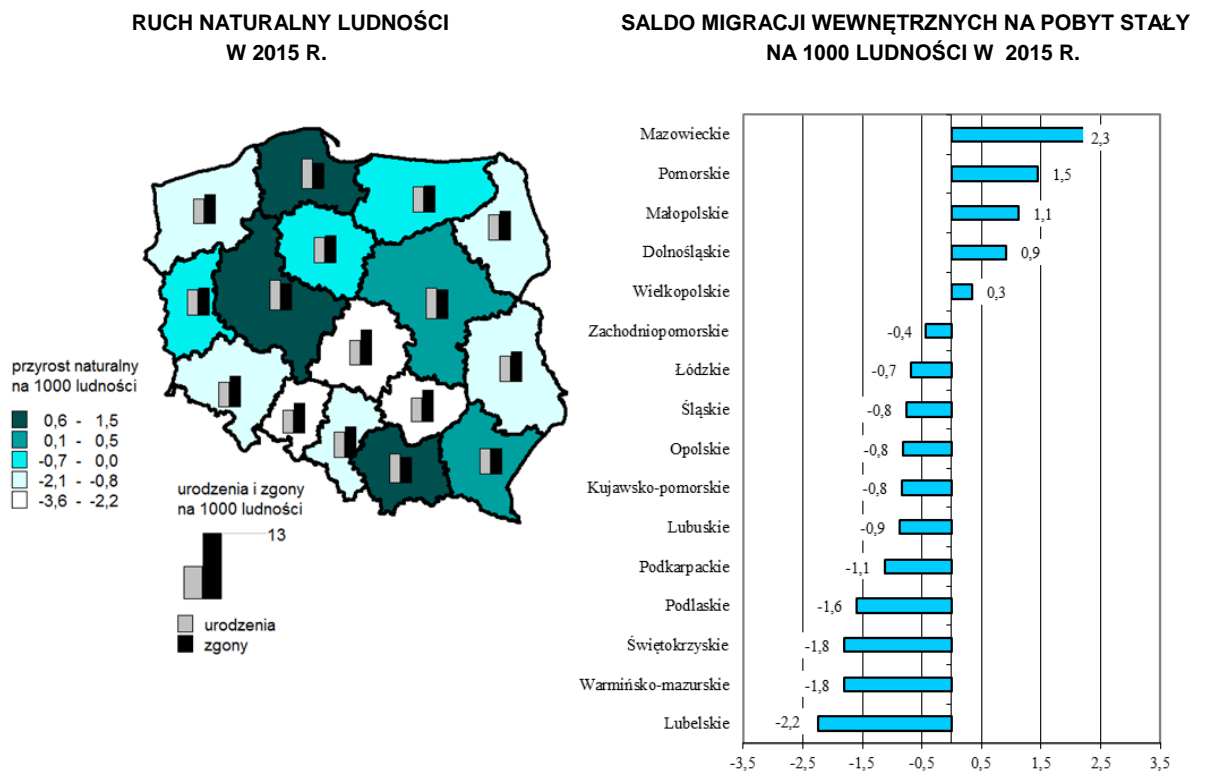 RUCH NATURALNY LUDNOŚCI
W 2015 R.
przyrost naturalny
na 1000 ludności
0,6 - 1,5
0,1 - 0,5
-0,7 - 0,0
-2,1 - -0,8
-3,6 - -2,2
urodzenia i zgony
na 1000 ludności
13
urodzenia
zgony
SALDO MIGRACJI WEWNĘTRZNYCH NA POBYT STAŁY
NA 1000 LUDNOŚCI W 2015 R.
Mazowieckie 2,3
Pomorskie 1,5
Małopolskie 1,1
Dolnośląskie 0,9
Wielkopolskie 0,3
Zachodniopomorskie -0,4
Łódzkie -0,7
Śląskie -0,8
Opolskie -0,8
Kujawsko-pomorskie -0,8
Lubuskie -0,9
Podkarpackie -1,1
Podlaskie -1,6
Świętokrzyskie -1,8
Warmińsko-mazurskie -1,8
Lubelskie -2,2
-3,5 -2,5 -1,5 -0,5 0,5 1,5 2,5 3,5